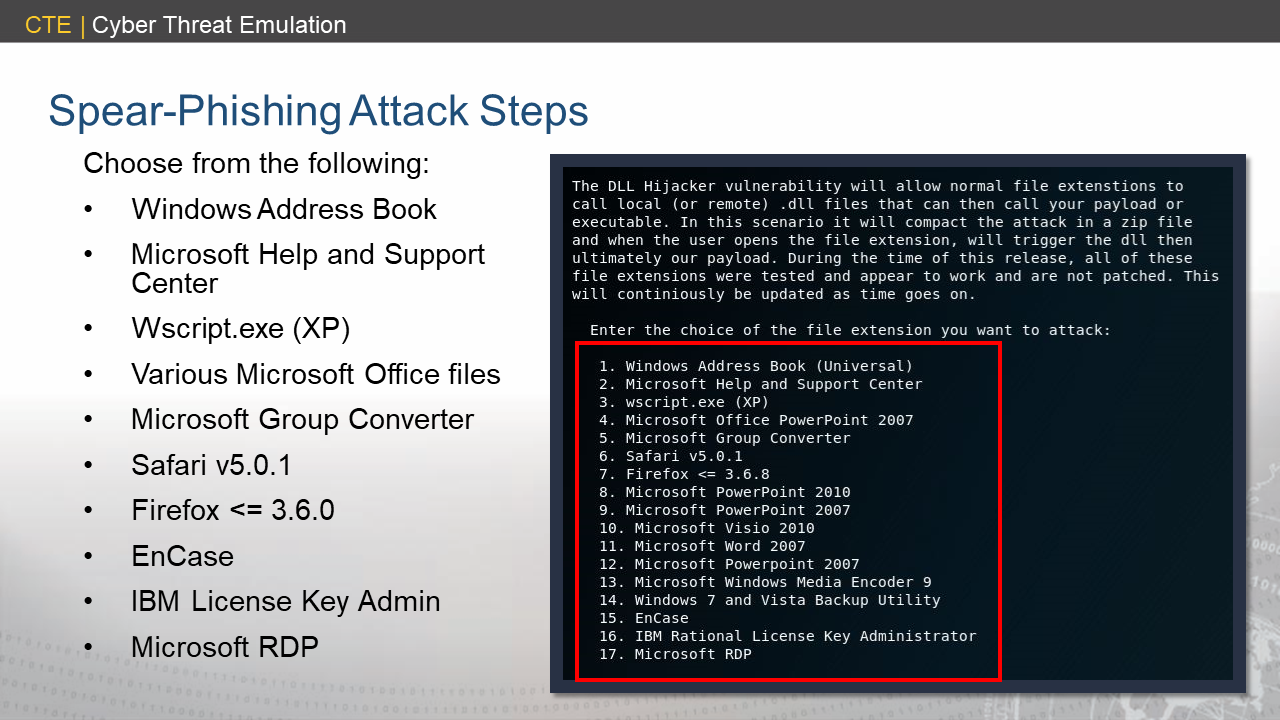 CTE | Cyber Threat Emulation
Spear-Phishing Attack Steps
Choose from the following:
• Windows Address Book
• Microsoft Help and Support
Center
• Wscript.exe (XP)
• Various Microsoft Office files
• Microsoft Group Converter
• Safari v5.0.1
• Firefox <= 3.6.0
• EnCase
• IBM License Key Admin
• Microsoft RDP
The DLL Hijacker vulnerability will allow normal file extenstions to
call local (or remote) .dll files that can then call your payload or
executable. In this scenario it will compact the attack in a zip file
and when the user opens the file extension, will trigger the dll then
ultimately our payload. During the time of this release, all of these
file extensions were tested and appear to work and are not patched. This
will continiously be updated as time goes on.
Enter the choice of the file extension you want to attack:
1. Windows Address Book (Universal)
2. Microsoft Help and Support Center
3. wscript.exe (XP)
4. Microsoft Office PowerPoint 2007
5. Microsoft Group Converter
6. Safari v5.0.1
7. Firefox <= 3.6.8
8. Microsoft PowerPoint 2010
9. Microsoft PowerPoint 2007
10. Microsoft Visio 2010
11. Microsoft Word 2007
12. Microsoft Powerpoint 2007
13. Microsoft Windows Media Encoder 9
14. Windows 7 and Vista Backup Utility
15. EnCase
16. IBM Rational License Key Administrator
17. Microsoft RDP